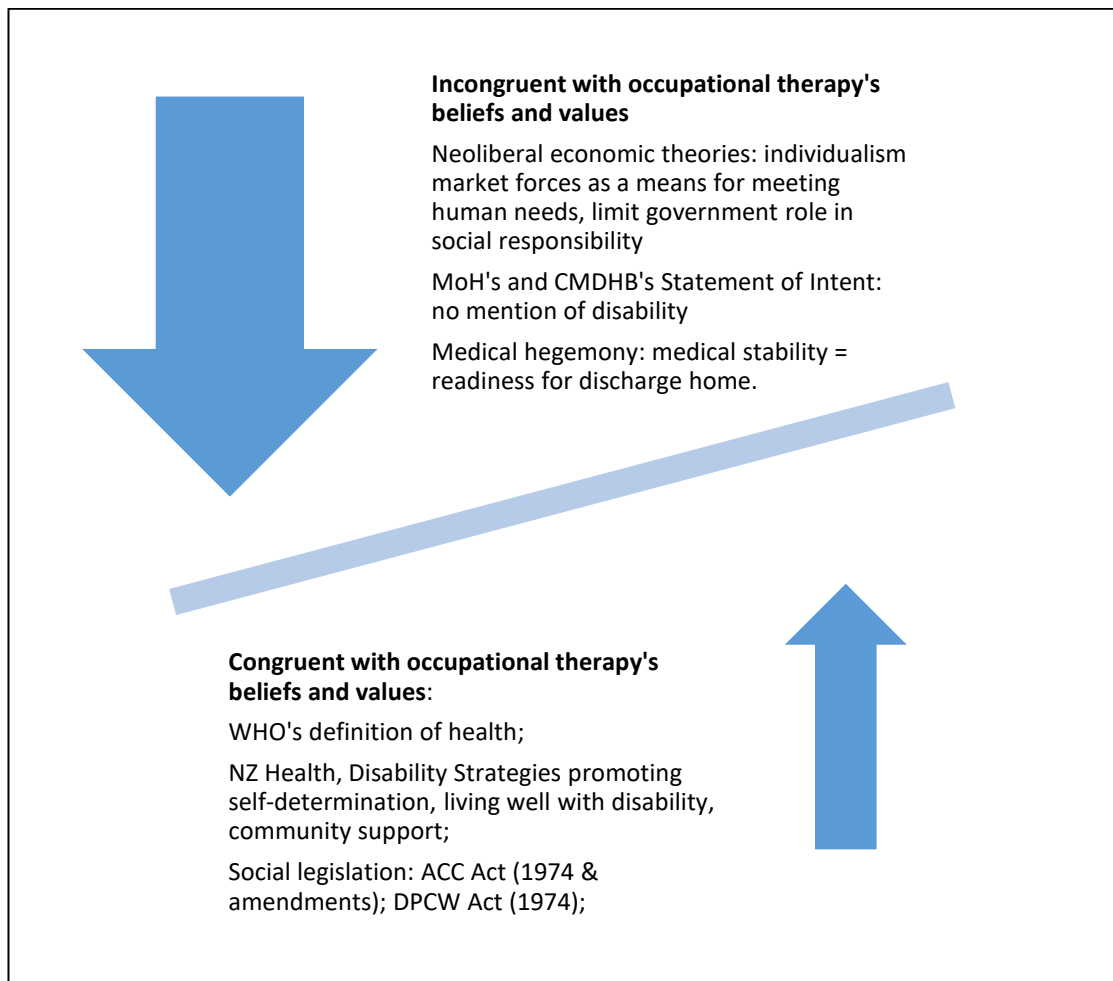 Incongruent with occupational therapy's
beliefs and values
Neoliberal economic theories: individualism
market forces as a means for meeting
human needs, limit government role in
social responsibility
MoH's and CMDHB's Statement of Intent:
no mention of disability
Medical hegemony: medical stability =
readiness for discharge home.
Congruent with occupational therapy's
beliefs and values:
WHO's definition of health;
NZ Health, Disability Strategies promoting
self-determination, living well with disability,
community support;
Social legislation: ACC Act (1974 &
amendments); DPCW Act (1974);